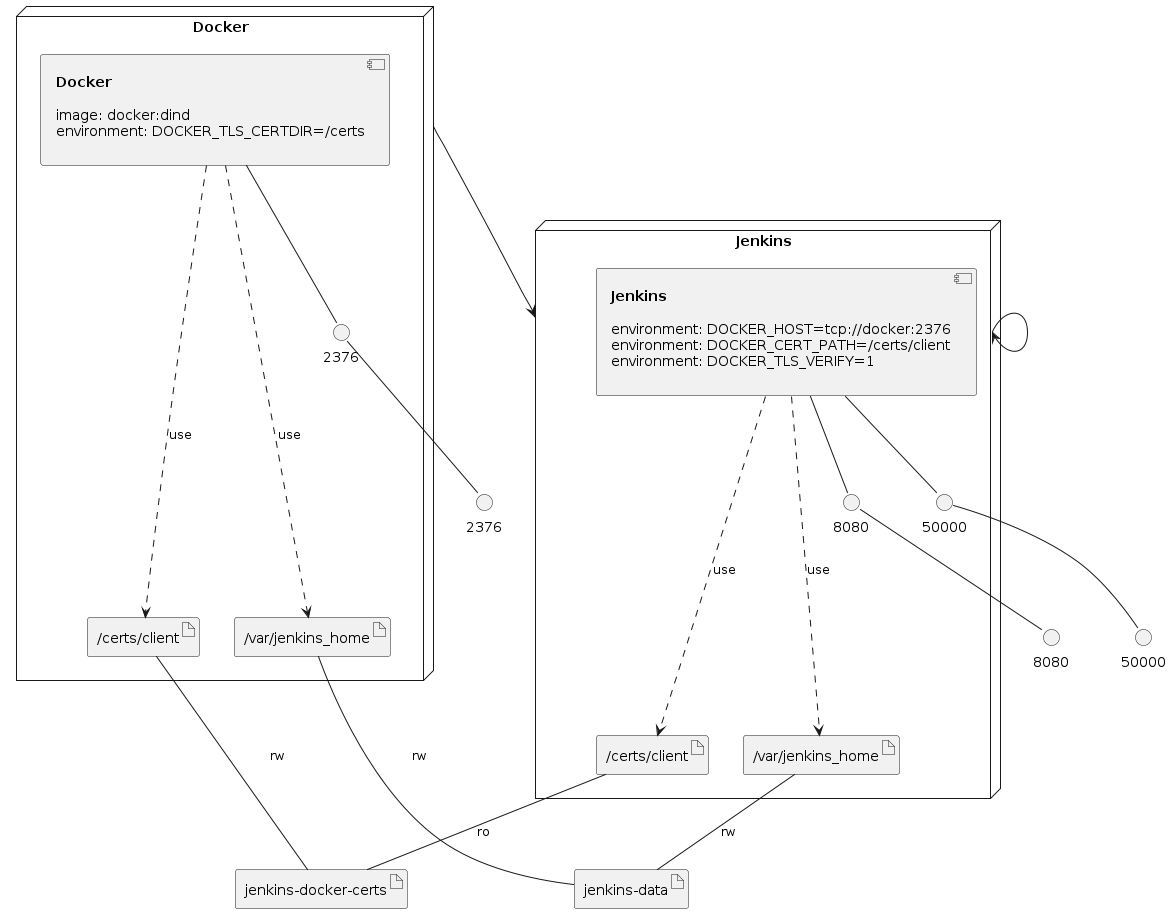 Docker
Docker
image: docker:dind
environment: DOCKER_TLS_CERTDIR=/certs
Jenkins
Jenkins
environment: DOCKER_HOST=tcp://docker:2376
environment: DOCKER_CERT_PATH=/certs/client
environment: DOCKER_TLS_VERIFY=1
2376
use
use
2376
8080
50000
use
use
/certs/client
/var/jenkins_home
8080
50000
rw
rw
/certs/client
/var/jenkins_home
ro
rw
jenkins-docker-certs
jenkins-data